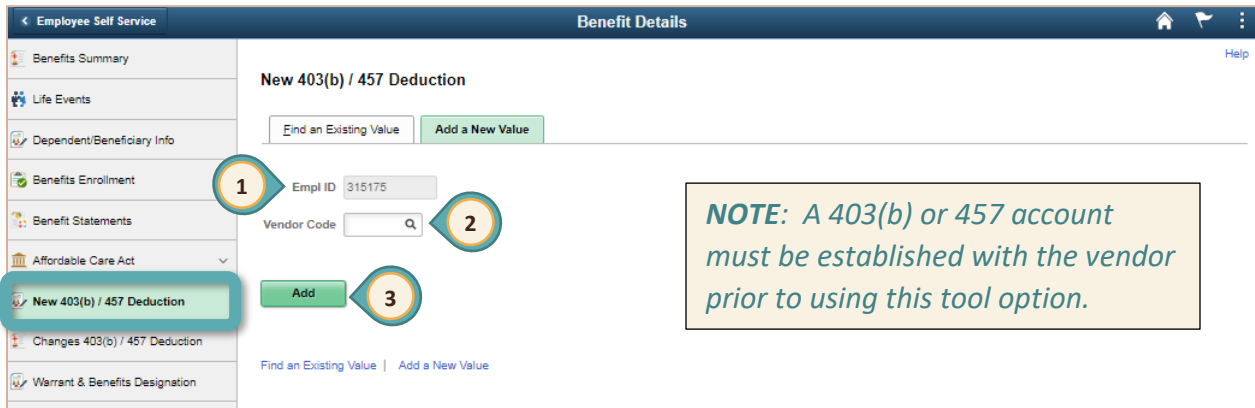 Employee Self Service
Benefit Details
Help
Benefits Summary
Life Events
Dependent/Beneficiary Info
Benefits Enrollment
Benefit Statements
Affordable Care Act
New 403(b) / 457 Deduction
Changes 403(b) / 457 Deduction
Warrant & Benefits Designation
New 403(b) / 457 Deduction
Find an Existing Value
Add a New Value
1
Empl ID 315175
Vendor Code
2
Add
3
Find an Existing Value | Add a New Value
NOTE: A 403(b) or 457 account
must be established with the vendor
prior to using this tool option.